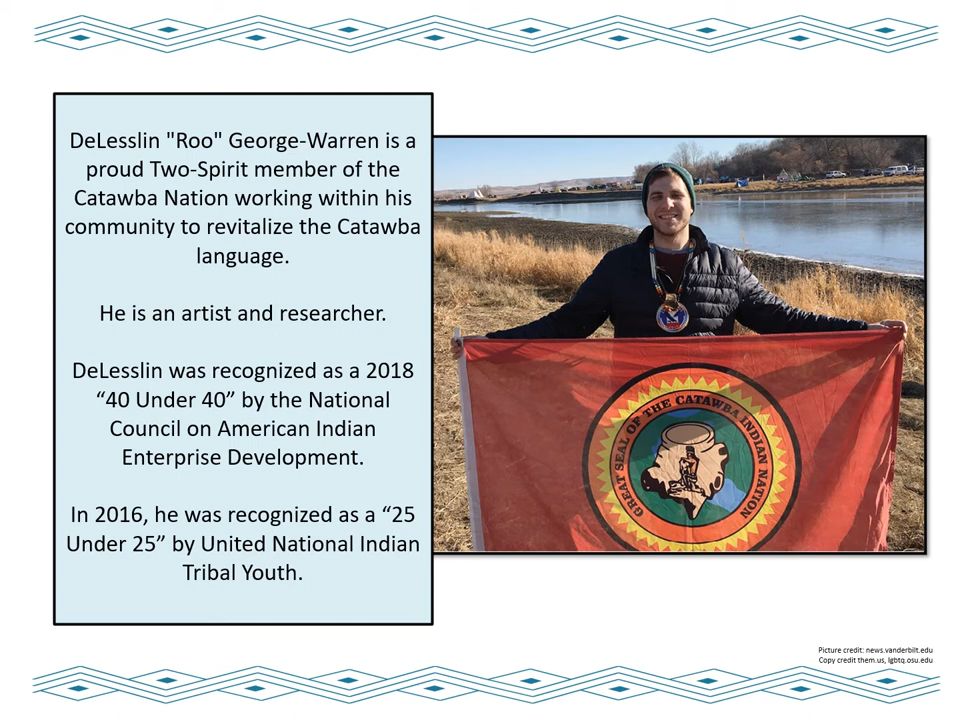 DeLesslin "Roo" George-Warren is a
proud Two-Spirit member of the
Catawba Nation working within his
community to revitalize the Catawba
language.
He is an artist and researcher.
DeLesslin was recognized as a 2018
“40 Under 40” by the National
Council on American Indian
Enterprise Development.
In 2016, he was recognized as a “25
Under 25” by United National Indian
Tribal Youth.
GREAT SEAL OF THE CATAWBA INDIAN NATION
Picture credit: news.vanderbilt.edu
Copy credit them.us, lgbtq.osu.edu